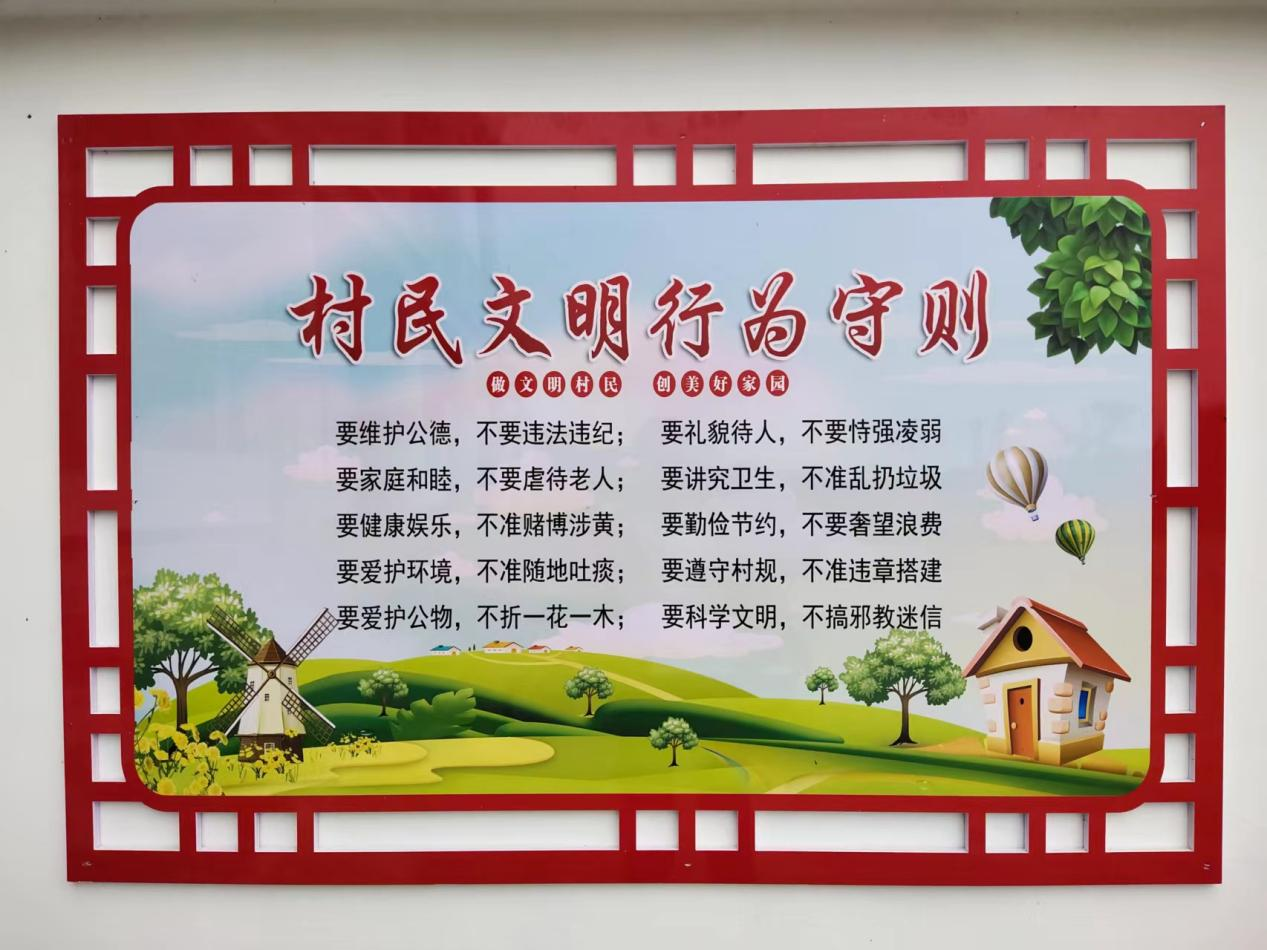 村民文明行为守则
做文明村民 创美好家园
要维护公德，不要违法违纪； 要礼貌待人，不要恃强凌弱
要家庭和睦，不要虐待老人； 要讲究卫生，不准乱扔垃圾
要健康娱乐，不准赌博涉黄； 要勤俭节约，不要奢望浪费
要爱护环境，不准随地吐痰； 要遵守村规，不准违章搭建
要爱护公物，不折一花一木； 要科学文明，不搞邪教迷信